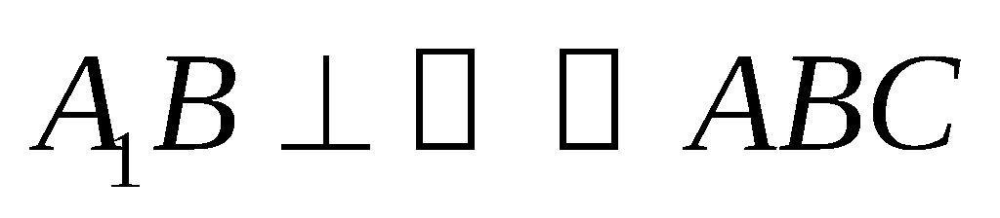 A₁B ⊥ ▯ ▯ ABC